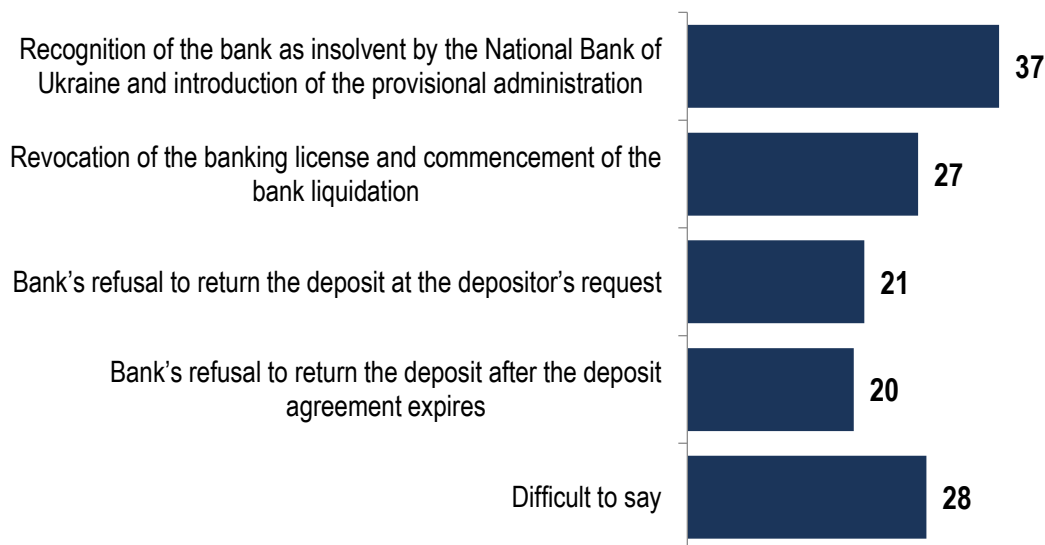 Recognition of the bank as insolvent by the National Bank of
Ukraine and introduction of the provisional administration
37
Revocation of the banking license and commencement of the
bank liquidation
27
Bank’s refusal to return the deposit at the depositor’s request
21
Bank’s refusal to return the deposit after the deposit
agreement expires
20
Difficult to say
28